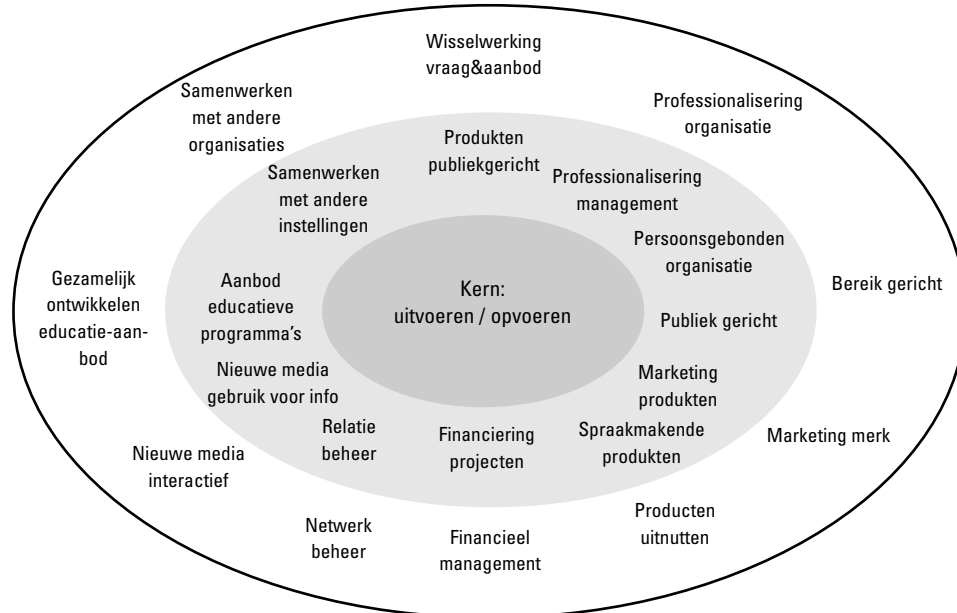 Wisselwerking
vraag&aanbod
Samenwerken
met andere
organisaties
Professionalisering
organisatie
Produkten
publiekgericht
Samenwerken
met andere
instellingen
Professionalisering
management
Persoonsgebonden
organisatie
Gezamelijk
ontwikkelen
educatie-aan-
bod
Aanbod
educatieve
programma's
Kern:
uitvoeren / opvoeren
Bereik gericht
Publiek gericht
Nieuwe media
gebruik voor info
Marketing
produkten
Relatie
beheer
Financiering
projecten
Spraakmakende
produkten
Marketing merk
Nieuwe media
interactief
Netwerk
beheer
Financieel
management
Producten
uitnutten